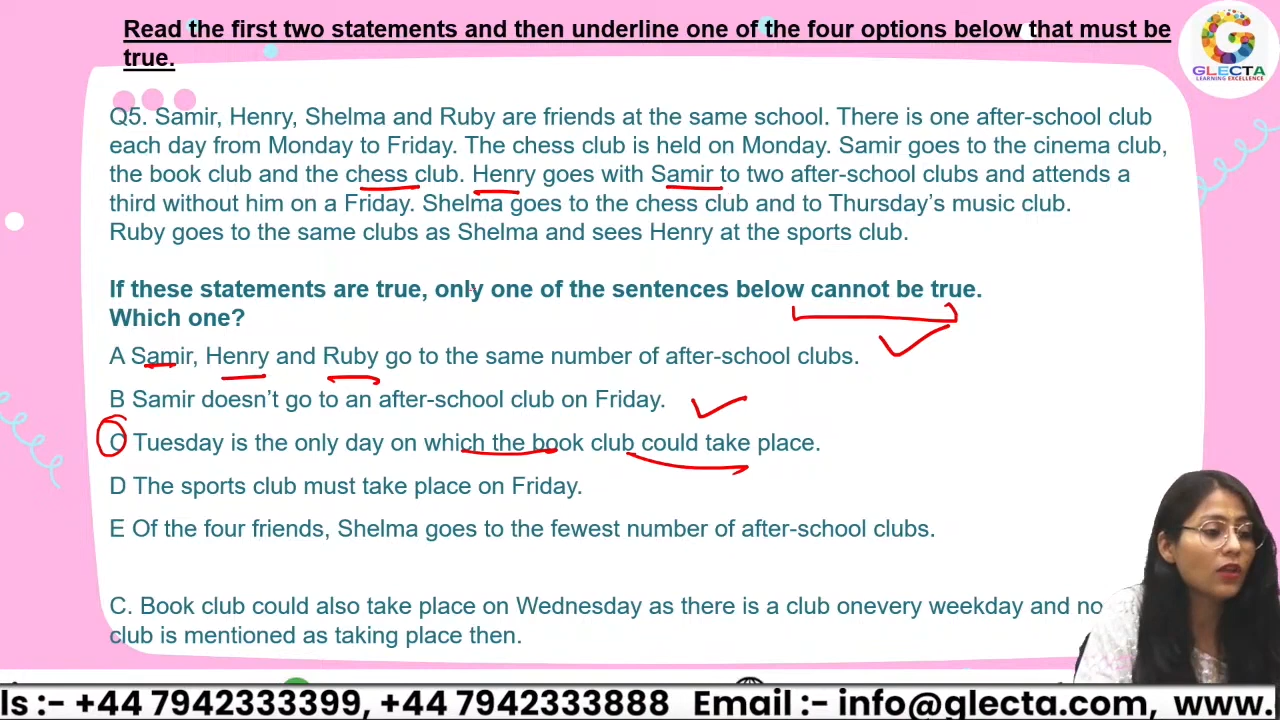 Read the first two statements and then underline one of the four options below that must be
true.
GLECTA
LEARNING EXCELLENCE
Q5. Samir, Henry, Shelma and Ruby are friends at the same school. There is one after-school club
each day from Monday to Friday. The chess club is held on Monday. Samir goes to the cinema club,
the book club and the chess club. Henry goes with Samir to two after-school clubs and attends a
third without him on a Friday. Shelma goes to the chess club and to Thursday's music club.
Ruby goes to the same clubs as Shelma and sees Henry at the sports club.
If these statements are true, only one of the sentences below cannot be true.
Which one?
A Samir, Henry and Ruby go to the same number of after-school clubs.
B Samir doesn't go to an after-school club on Friday.
C Tuesday is the only day on which the book club could take place.
D The sports club must take place on Friday.
E Of the four friends, Shelma goes to the fewest number of after-school clubs.
C. Book club could also take place on Wednesday as there is a club onevery weekday and no
club is mentioned as taking place then.
ls :- +44 7942333399, +44 7942333888 Email :- info@glecta.com, www.